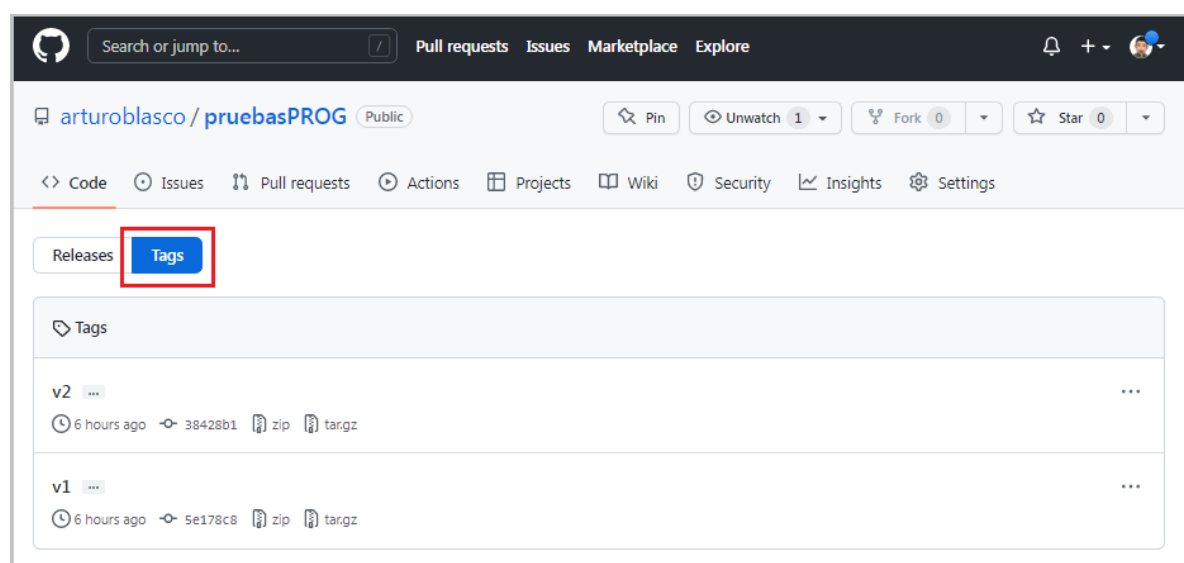 Search or jump to... / Pull requests Issues Marketplace Explore
arturoblasco / pruebasPROG Public Pin Unwatch 1 Fork 0 Star 0
Code Issues Pull requests Actions Projects Wiki Security Insights Settings
Releases Tags
Tags
v2 ...
6 hours ago 38428b1 zip tar.gz
v1 ...
6 hours ago 5e178c8 zip tar.gz